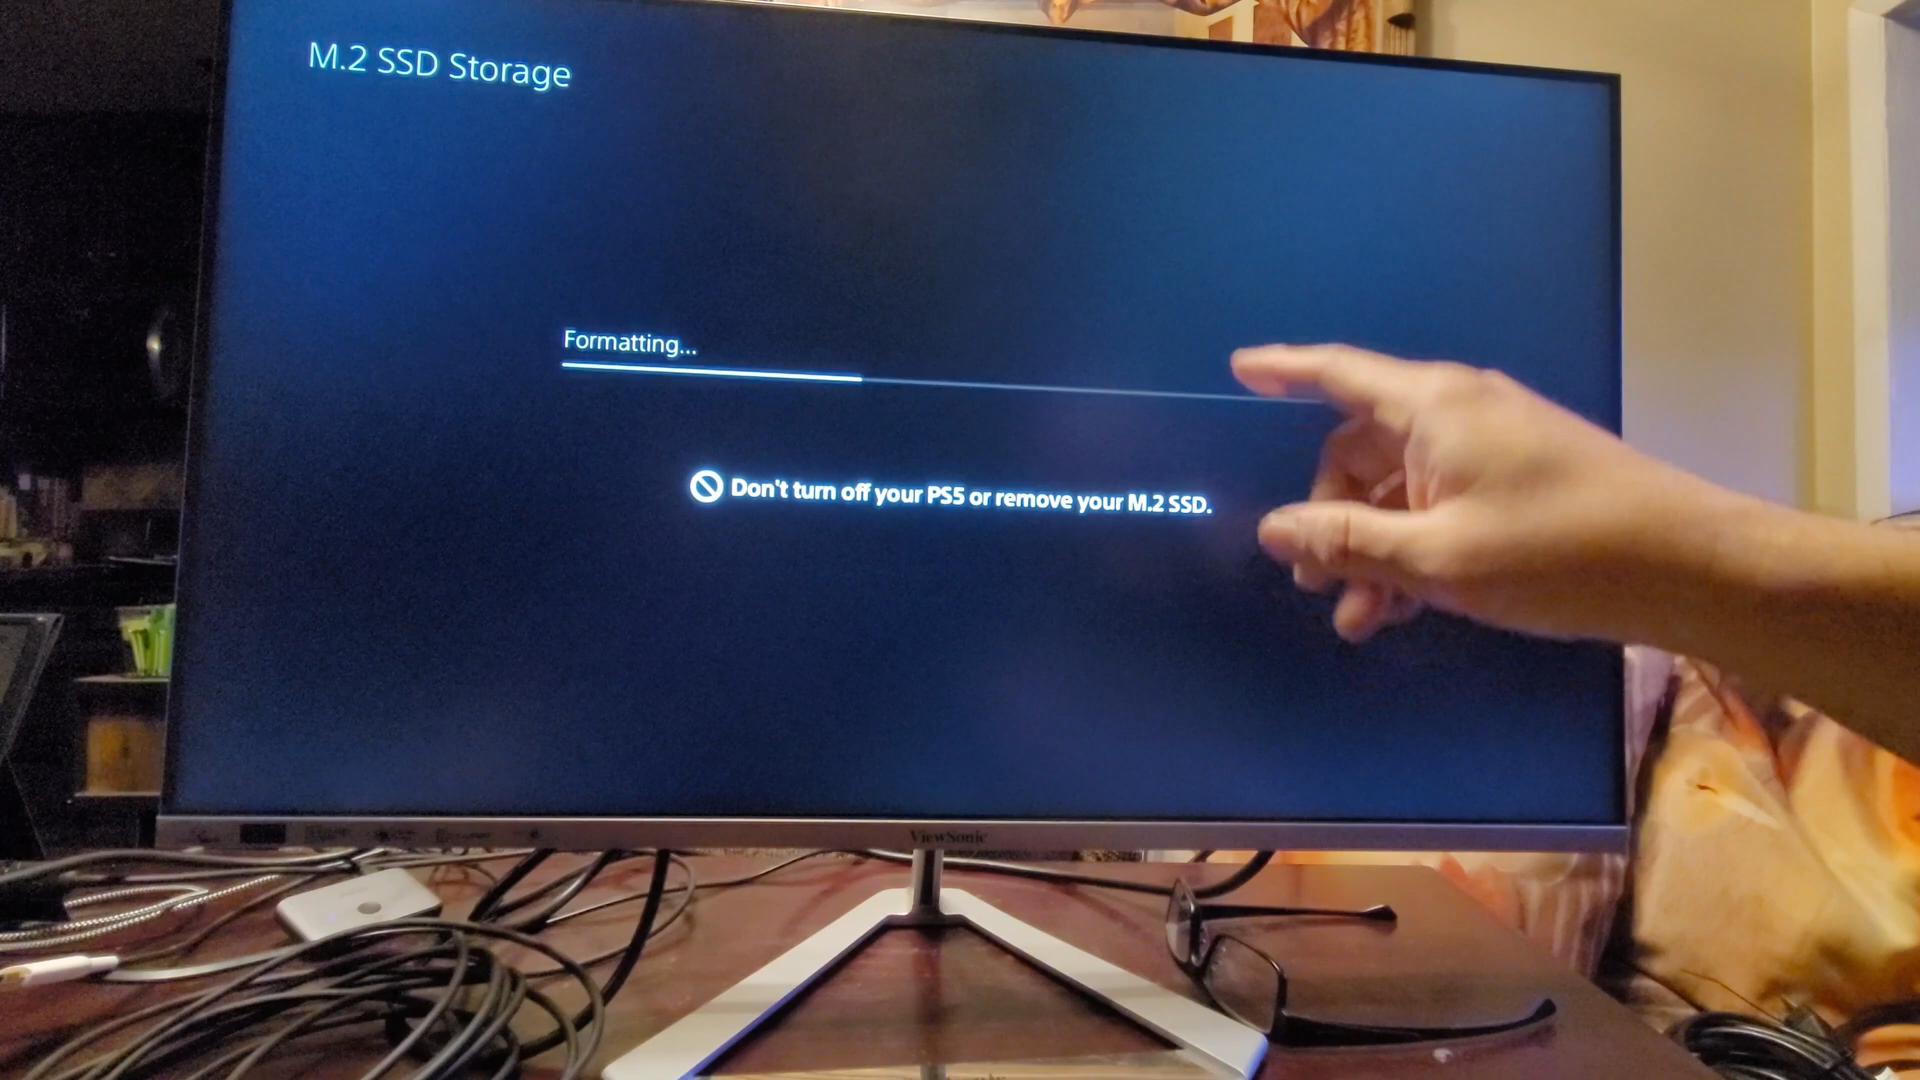 M.2 SSD Storage
Formatting...
Don't turn off your PS5 or remove your M.2 SSD.
ViewSonic